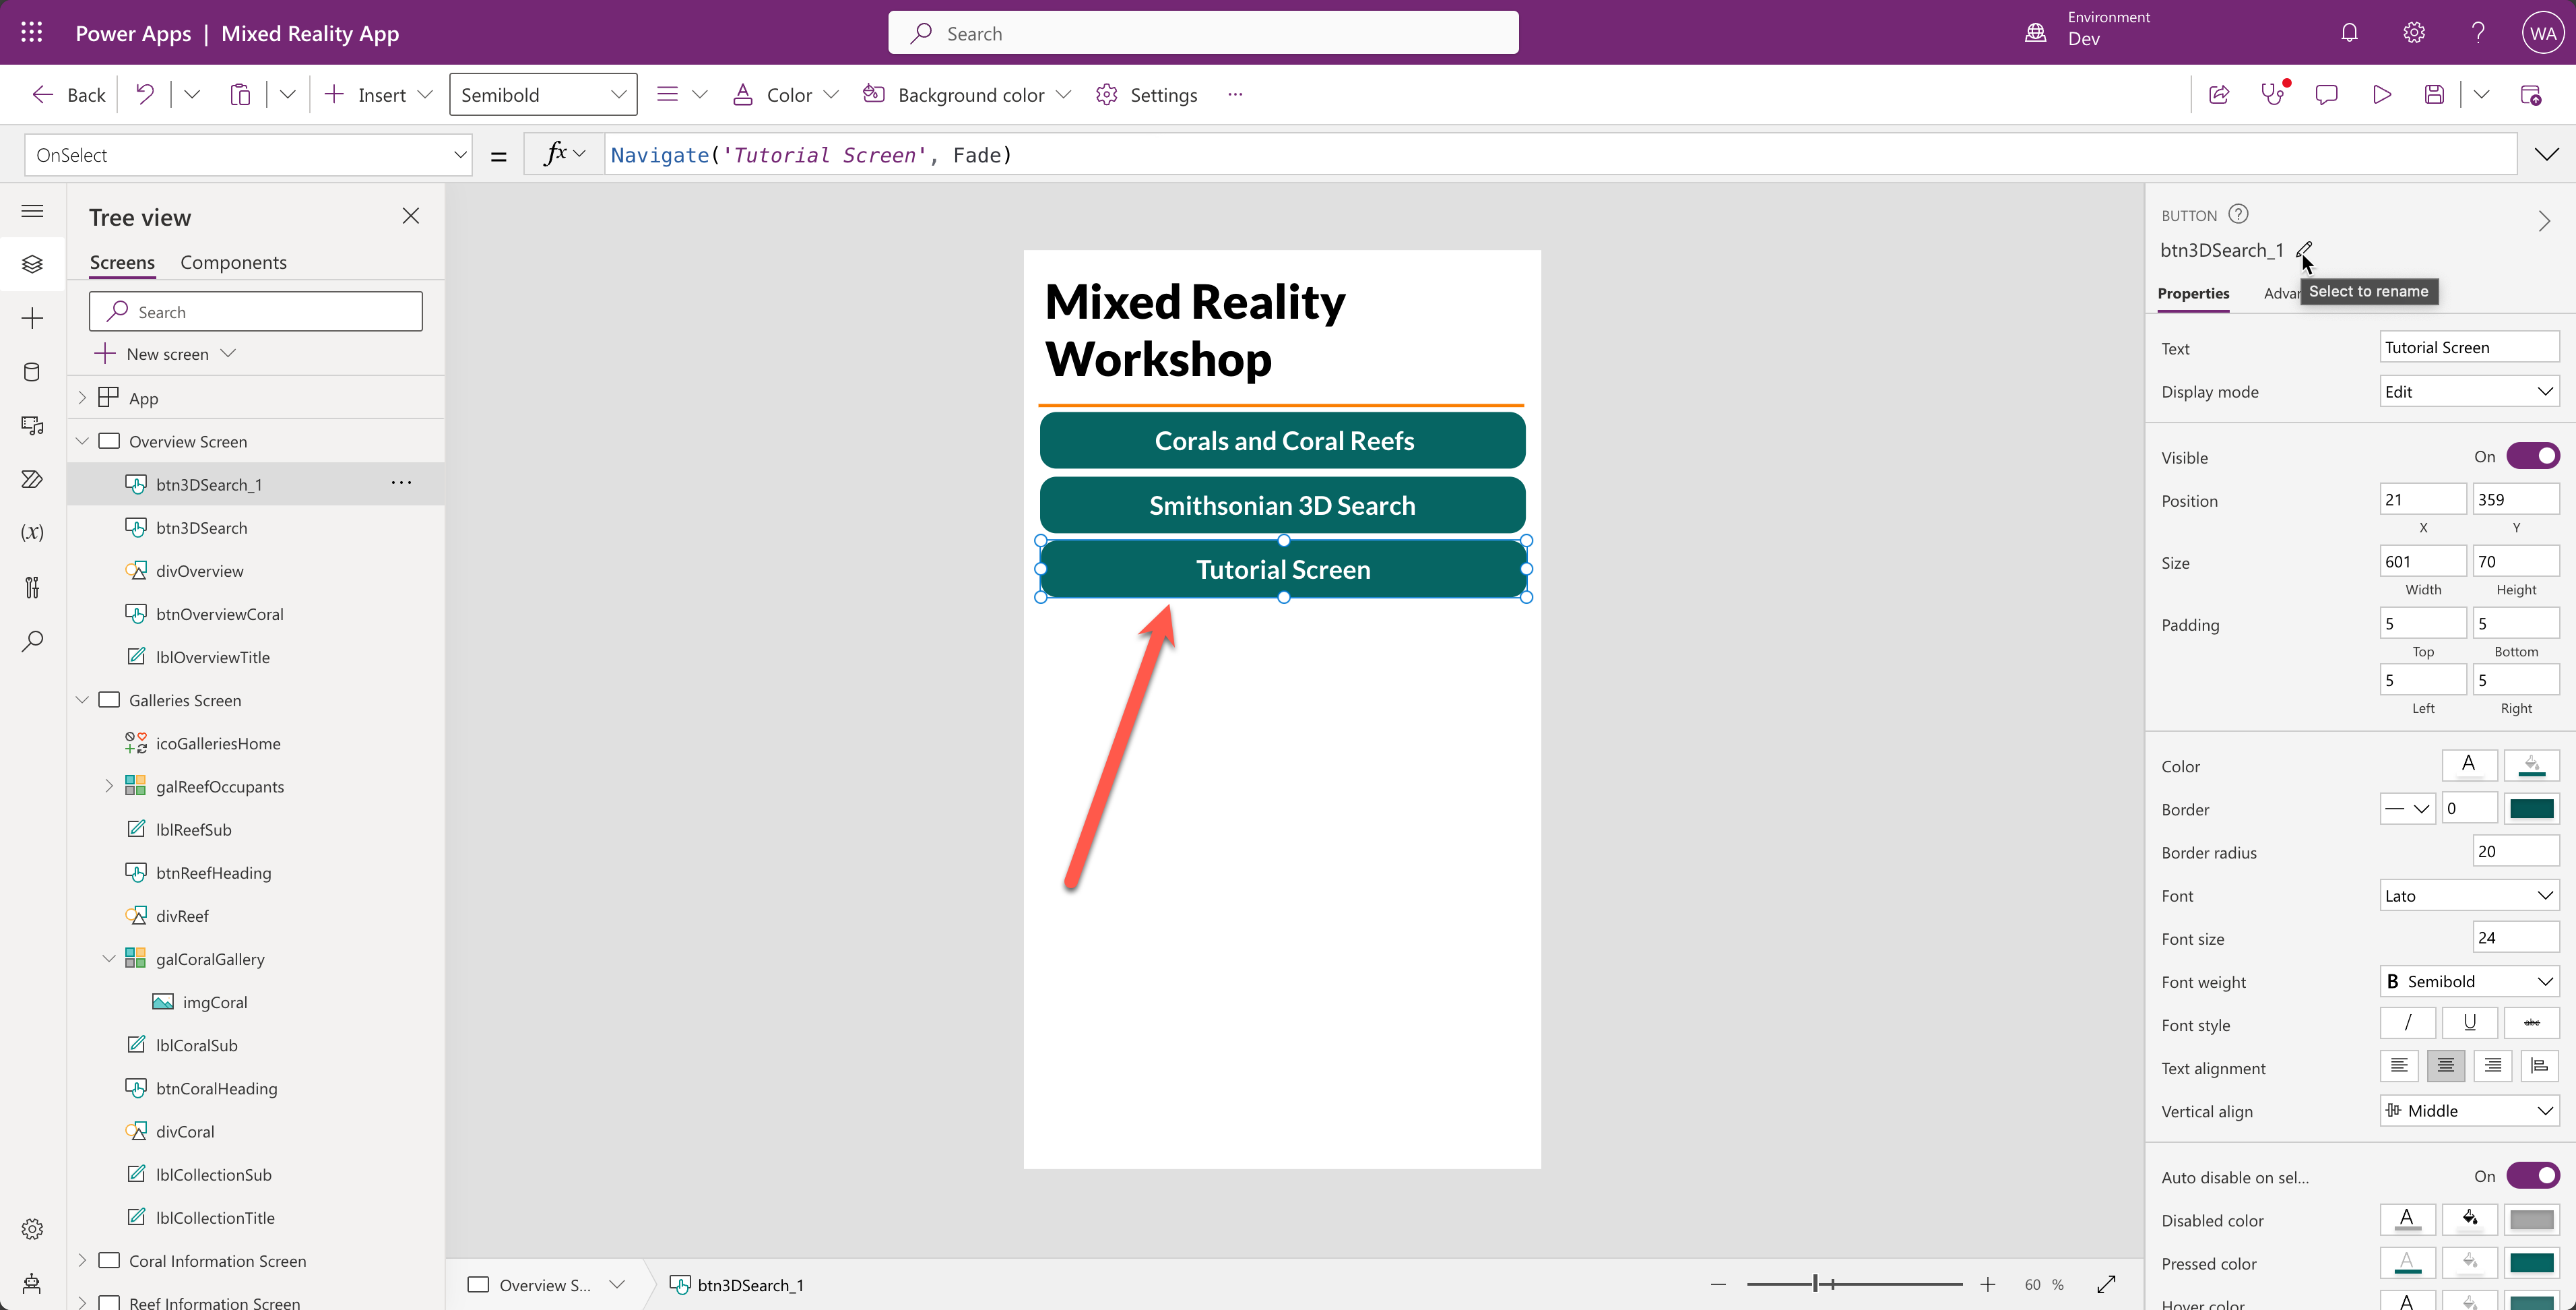 Power Apps | Mixed Reality App
Search
Environment
Dev
WA
Back
Insert
Semibold
Color
Background color
Settings
OnSelect
=
fx
Navigate('Tutorial Screen', Fade)
Tree view
Screens
Components
Search
New screen
App
Overview Screen
btn3DSearch_1
btn3DSearch
divOverview
btnOverviewCoral
lblOverviewTitle
Galleries Screen
icoGalleriesHome
galReefOccupants
lblReefSub
btnReefHeading
divReef
galCoralGallery
imgCoral
lblCoralSub
btnCoralHeading
divCoral
lblCollectionSub
lblCollectionTitle
Coral Information Screen
Reef Information Screen
Mixed Reality
Workshop
Corals and Coral Reefs
Smithsonian 3D Search
Tutorial Screen
Overview S...
btn3DSearch_1
60 %
BUTTON
btn3DSearch_1
Select to rename
Properties
Advan
Text
Tutorial Screen
Display mode
Edit
Visible
On
Position
21
359
X
Y
Size
601
70
Width
Height
Padding
5
5
Top
Bottom
5
5
Left
Right
Color
A
Border
0
Border radius
20
Font
Lato
Font size
24
Font weight
B Semibold
Font style
/
U
abc
Text alignment
Vertical align
Middle
Auto disable on sel...
On
Disabled color
A
Pressed color
A
Hover color
A